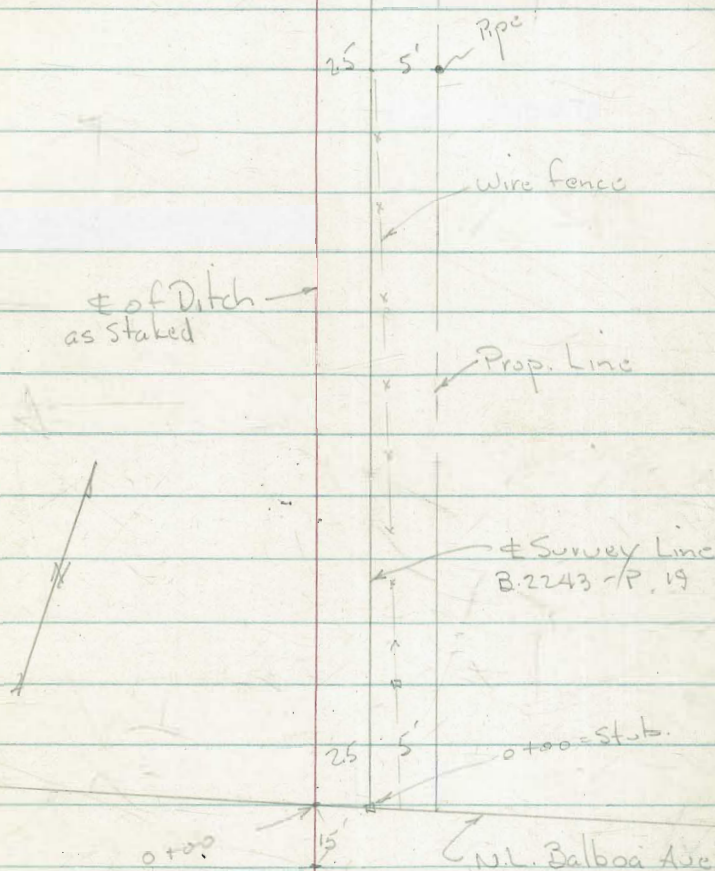 Pipe
25 5'
Wire fence
℄ of Ditch
as Staked
Prop. Line
℄ Survey Line
B.2243 - P. 19
N
25 5'
0+00 = Stub.
0+00
15'
N.L. Balboa Ave